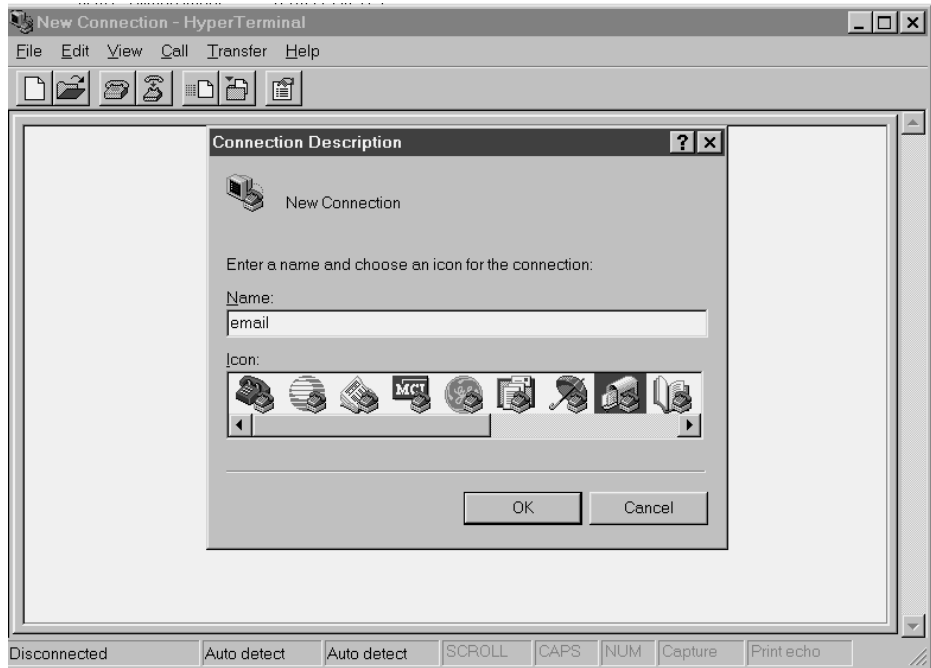 New Connection - HyperTerminal
File Edit View Call Transfer Help
Connection Description
New Connection
Enter a name and choose an icon for the connection:
Name:
email
Icon:
MCI
OK Cancel
Disconnected Auto detect Auto detect SCROLL CAPS NUM Capture Print echo